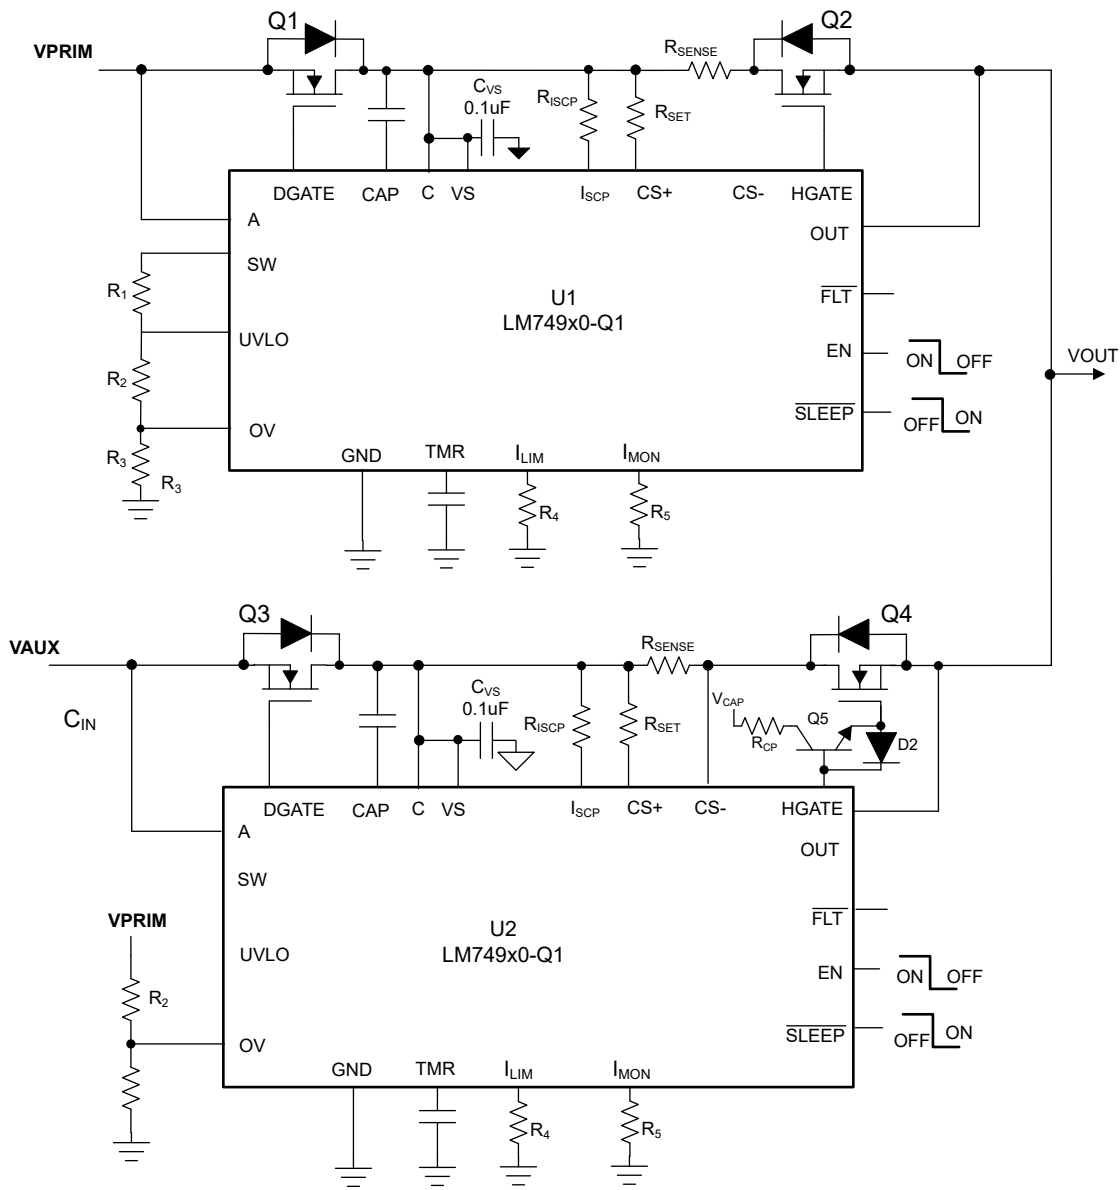 Q1
Q2
VPRIM
RSENSE
CVS
0.1uF
RISCP
RSET
DGATE
CAP
C
VS
ISCP
CS+
CS-
HGATE
A
OUT
SW
R1
U1
LM749x0-Q1
FLT
UVLO
EN
ON
OFF
VOUT
R2
SLEEP
OFF
ON
OV
R3
R3
GND
TMR
ILIM
IMON
R4
R5
Q3
Q4
VAUX
RSENSE
CIN
CVS
0.1uF
RISCP
RSET
VCAP
Q5
RCP
D2
DGATE
CAP
C
VS
ISCP
CS+
CS-
HGATE
A
OUT
SW
VPRIM
U2
LM749x0-Q1
FLT
UVLO
EN
ON
OFF
R2
SLEEP
OFF
ON
OV
GND
TMR
ILIM
IMON
R4
R5